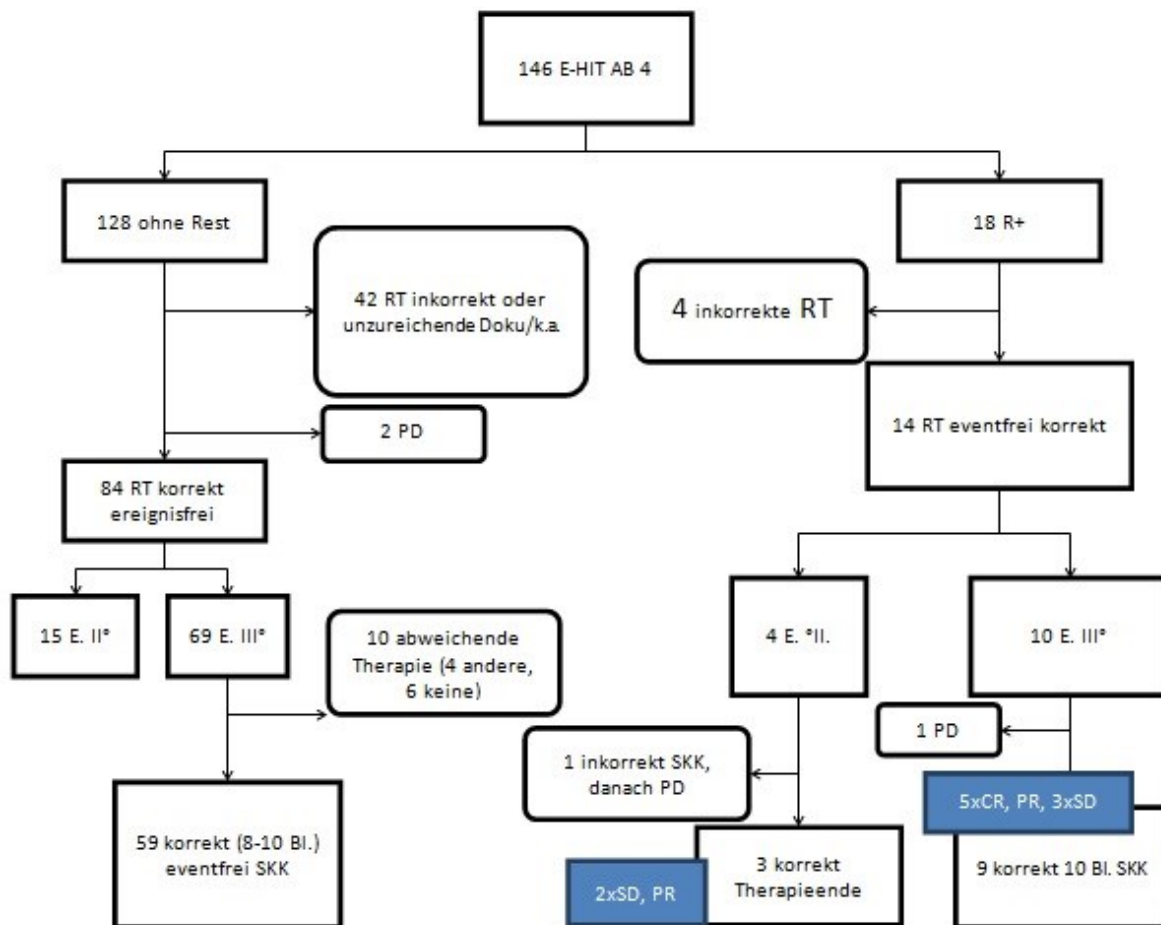 146 E-HIT AB 4
128 ohne Rest
18 R+
42 RT inkorrekt oder
unzureichende Doku/k.a.
4 inkorrekte RT
2 PD
14 RT eventfrei korrekt
84 RT korrekt
ereignisfrei
15 E. II°
69 E. III°
10 abweichende
Therapie (4 andere,
6 keine)
4 E. °II.
10 E. III°
1 PD
1 inkorrekt SKK,
danach PD
5xCR, PR, 3xSD
59 korrekt (8-10 Bl.)
eventfrei SKK
2xSD, PR
3 korrekt
Therapieende
9 korrekt 10 Bl. SKK